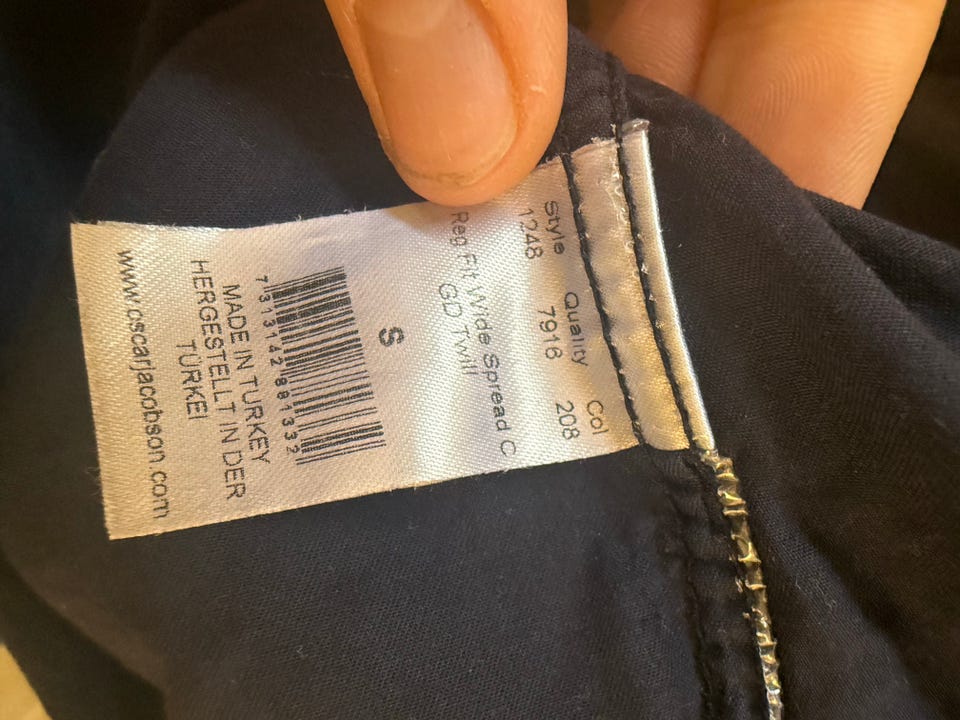 Style Quality Col
1248 7916 208
Reg Fit Wide Spread C
GD Twill
S
7313142881332
MADE IN TURKEY
HERGESTELLT IN DER
TÜRKEI
www.oscarjacobson.com